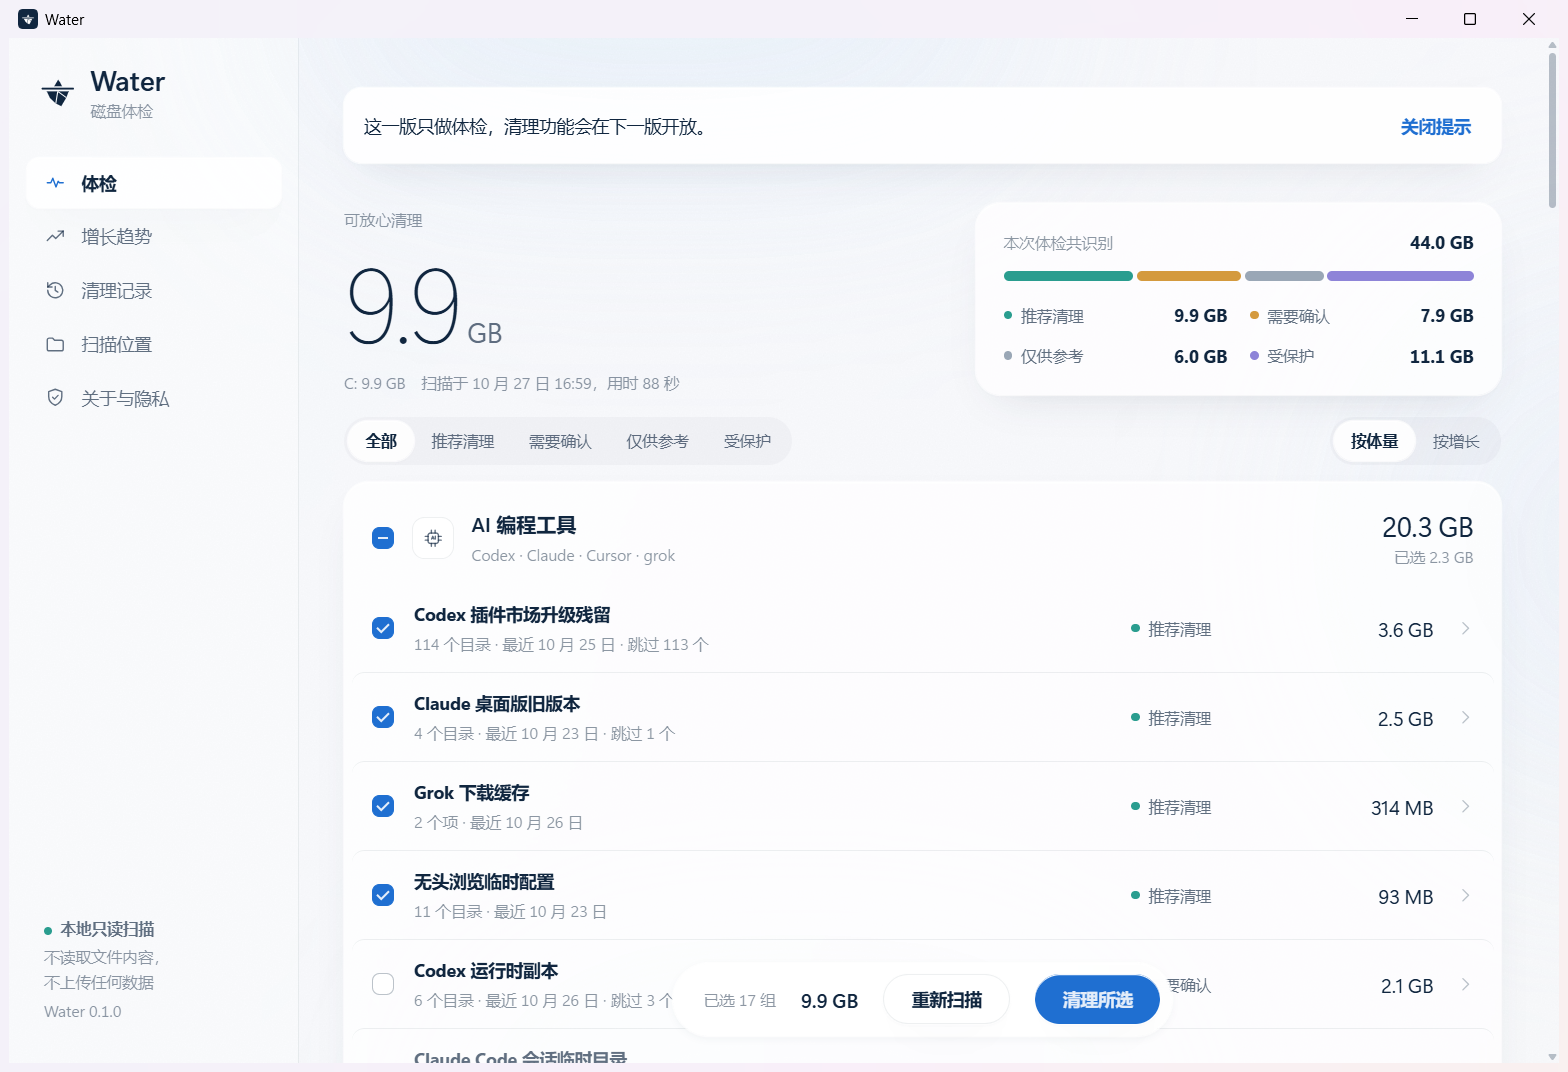 Water
Water
磁盘体检
体检
增长趋势
清理记录
扫描位置
关于与隐私
本地只读扫描
不读取文件内容，
不上传任何数据
Water 0.1.0
这一版只做体检，清理功能会在下一版开放。
关闭提示
可放心清理
9.9 GB
C: 9.9 GB 扫描于 10 月 27 日 16:59，用时 88 秒
本次体检共识别 44.0 GB
推荐清理 9.9 GB 需要确认 7.9 GB
仅供参考 6.0 GB 受保护 11.1 GB
全部 推荐清理 需要确认 仅供参考 受保护
按体量 按增长
AI 编程工具 20.3 GB
Codex · Claude · Cursor · grok 已选 2.3 GB
Codex 插件市场升级残留
114 个目录 · 最近 10 月 25 日 · 跳过 113 个
推荐清理 3.6 GB
Claude 桌面版旧版本
4 个目录 · 最近 10 月 23 日 · 跳过 1 个
推荐清理 2.5 GB
Grok 下载缓存
2 个项 · 最近 10 月 26 日
推荐清理 314 MB
无头浏览临时配置
11 个目录 · 最近 10 月 23 日
推荐清理 93 MB
Codex 运行时副本
6 个目录 · 最近 10 月 26 日 · 跳过 3 个
要确认 2.1 GB
已选 17 组 9.9 GB 重新扫描 清理所选
Claude Code 会话临时目录